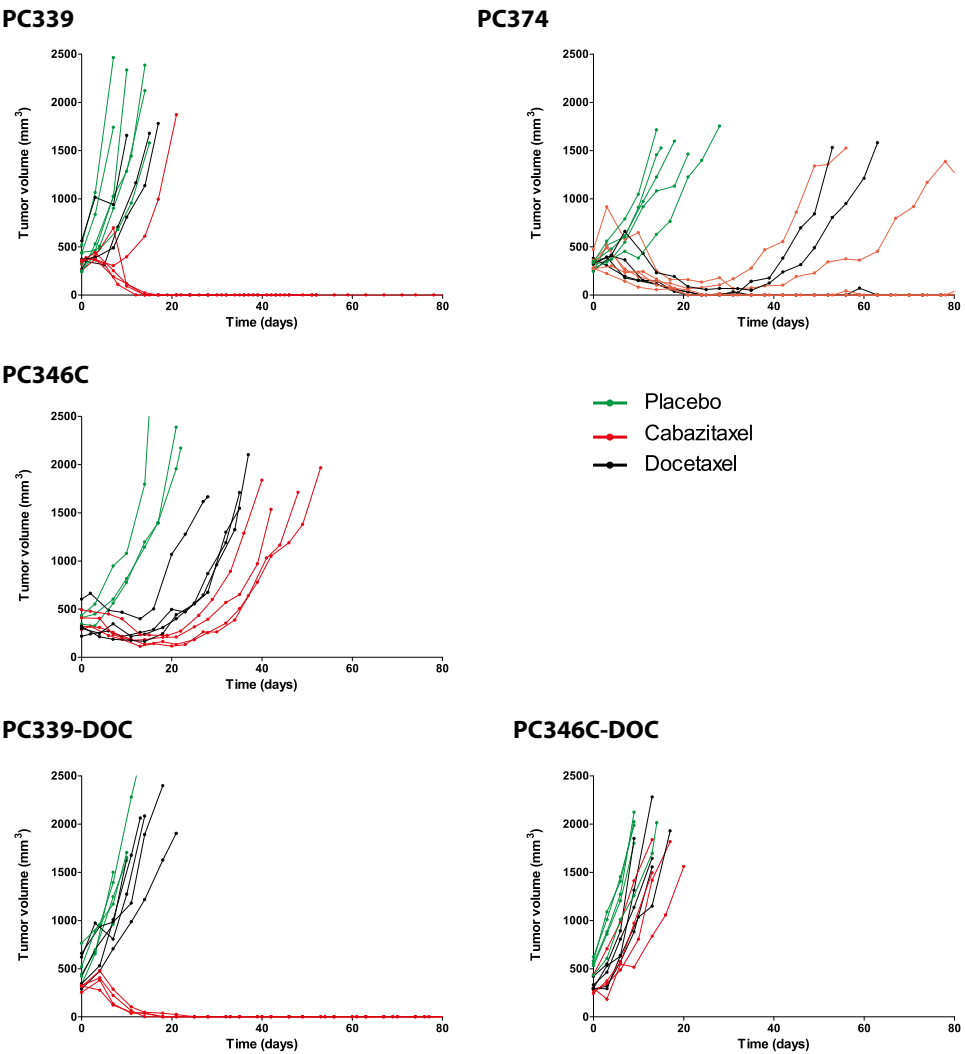 PC339
Tumor volume (mm³)
2500
2000
1500
1000
500
0
0 20 40 60 80
Time (days)
PC374
Tumor volume (mm³)
2500
2000
1500
1000
500
0
0 20 40 60 80
Time (days)
PC346C
Tumor volume (mm³)
2500
2000
1500
1000
500
0
0 20 40 60 80
Time (days)
Placebo
Cabazitaxel
Docetaxel
PC339-DOC
Tumor volume (mm³)
2500
2000
1500
1000
500
0
0 20 40 60 80
Time (days)
PC346C-DOC
Tumor volume (mm³)
2500
2000
1500
1000
500
0
0 20 40 60 80
Time (days)